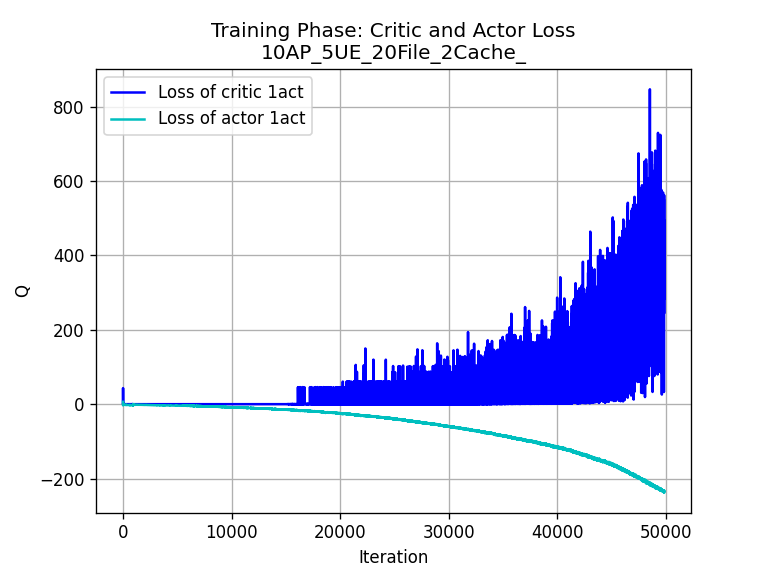 Training Phase: Critic and Actor Loss
10AP_5UE_20File_2Cache_
Loss of critic 1act
Loss of actor 1act
800
600
400
200
0
−200
Q
0 10000 20000 30000 40000 50000
Iteration